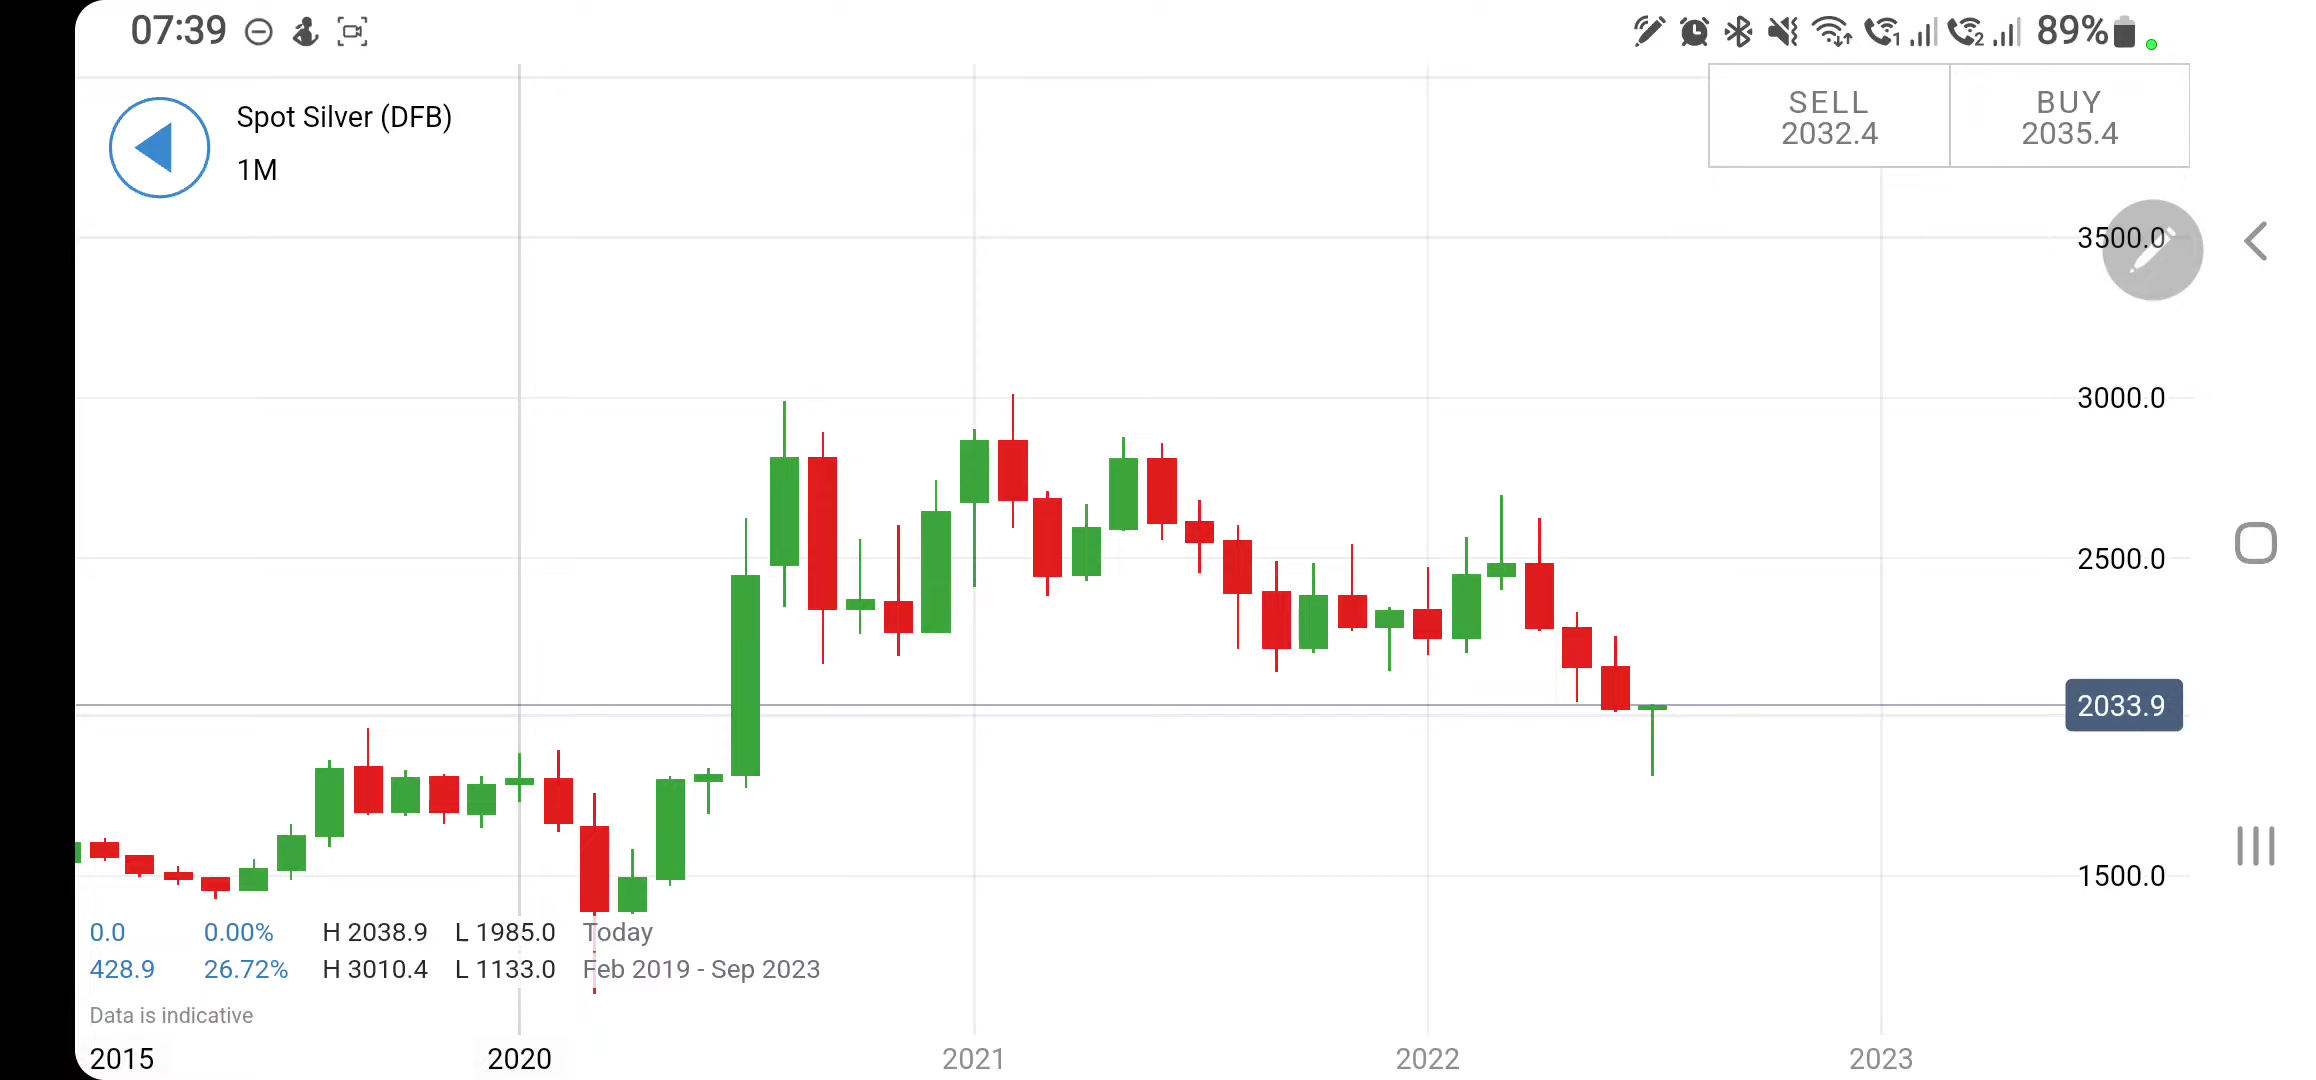 07:39
1
2
89%
Spot Silver (DFB)
1M
SELL
2032.4
BUY
2035.4
3500.0
3000.0
2500.0
2033.9
1500.0
0.0 0.00% H 2038.9 L 1985.0 Today
428.9 26.72% H 3010.4 L 1133.0 Feb 2019 - Sep 2023
Data is indicative
2015 2020 2021 2022 2023